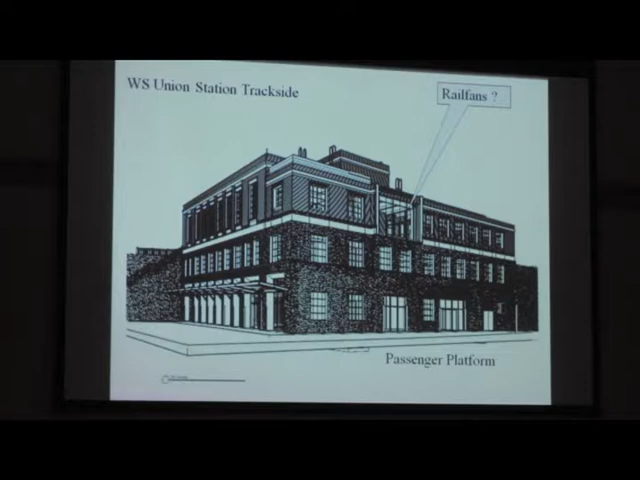 WS Union Station Trackside
Railfans ?
Passenger Platform